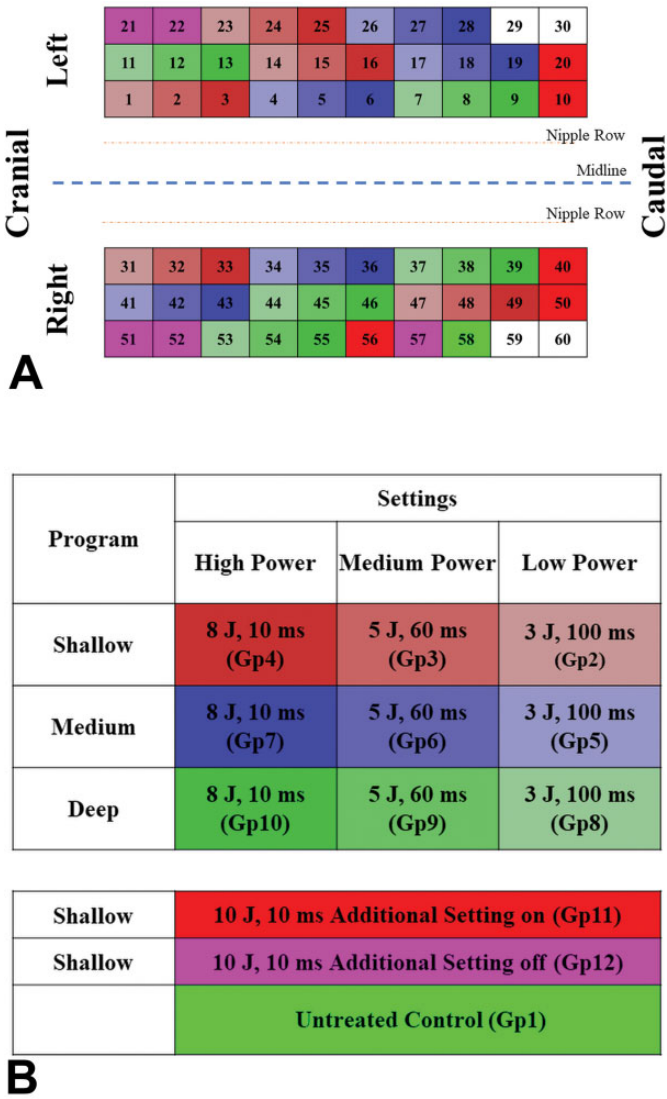 Left
21 22 23 24 25 26 27 28 29 30
11 12 13 14 15 16 17 18 19 20
1 2 3 4 5 6 7 8 9 10
Nipple Row
Cranial
Midline
Caudal
Nipple Row
Right
31 32 33 34 35 36 37 38 39 40
41 42 43 44 45 46 47 48 49 50
51 52 53 54 55 56 57 58 59 60
A
Program
Settings
High Power Medium Power Low Power
Shallow
8 J, 10 ms
(Gp4)
5 J, 60 ms
(Gp3)
3 J, 100 ms
(Gp2)
Medium
8 J, 10 ms
(Gp7)
5 J, 60 ms
(Gp6)
3 J, 100 ms
(Gp5)
Deep
8 J, 10 ms
(Gp10)
5 J, 60 ms
(Gp9)
3 J, 100 ms
(Gp8)
Shallow 10 J, 10 ms Additional Setting on (Gp11)
Shallow 10 J, 10 ms Additional Setting off (Gp12)
Untreated Control (Gp1)
B